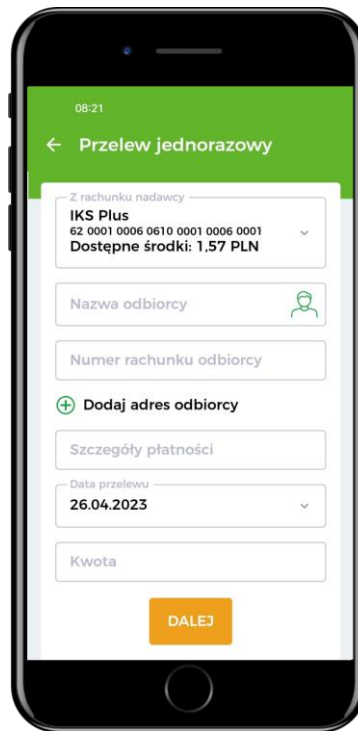 08:21
Przelew jednorazowy
Z rachunku nadawcy
IKS Plus
62 0001 0006 0610 0001 0006 0001
Dostępne środki: 1,57 PLN
Nazwa odbiorcy
Numer rachunku odbiorcy
Dodaj adres odbiorcy
Szczegóły płatności
Data przelewu
26.04.2023
Kwota
DALEJ